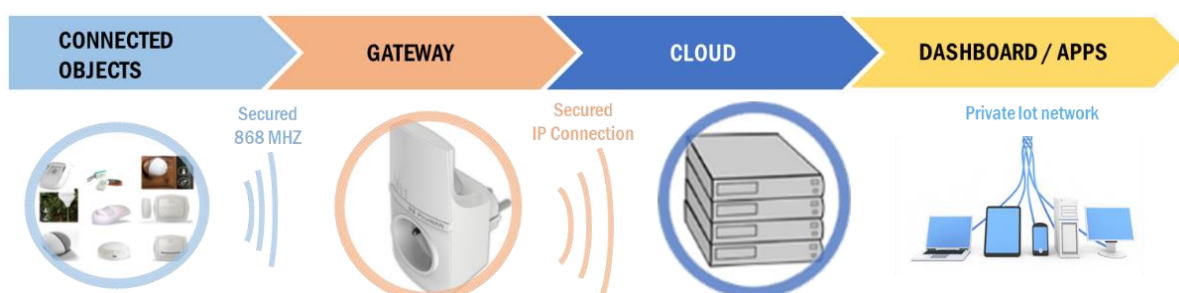 CONNECTED
OBJECTS
GATEWAY
CLOUD
DASHBOARD / APPS
Secured
868 MHZ
Secured
IP Connection
Private Iot network